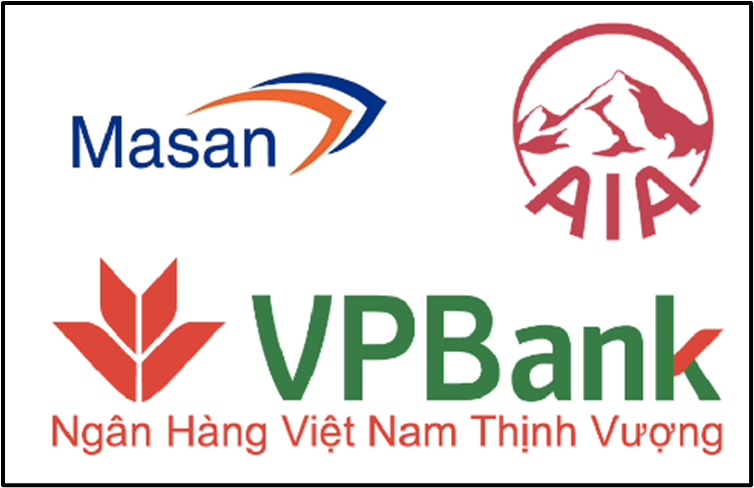 Masan
AIA
VPBank
Ngân Hàng Việt Nam Thịnh Vượng